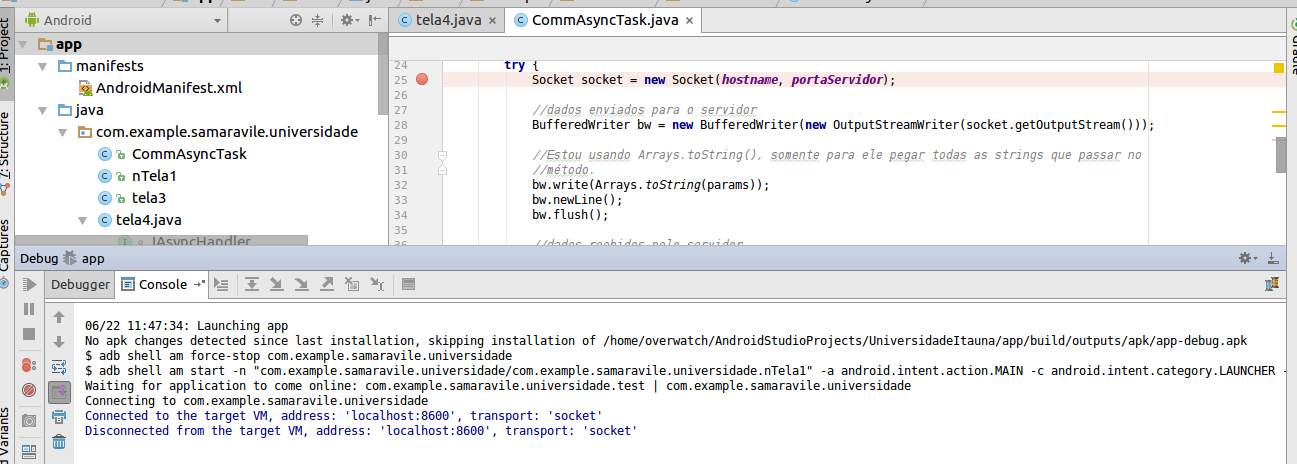 Android
tela4.java
CommAsyncTask.java
1: Project
app
manifests
AndroidManifest.xml
java
com.example.samaravile.universidade
CommAsyncTask
nTela1
tela3
tela4.java
IAsyncHandler
7: Structure
Captures
24 try {
25 Socket socket = new Socket(hostname, portaServidor);
26
27 //dados enviados para o servidor
28 BufferedWriter bw = new BufferedWriter(new OutputStreamWriter(socket.getOutputStream()));
29
30 //Estou usando Arrays.toString(), somente para ele pegar todas as strings que passar no
31 //método.
32 bw.write(Arrays.toString(params));
33 bw.newLine();
34 bw.flush();
35
36 //dados recbidos pelo servidor
Gradle
Debug app
Debugger
Console
06/22 11:47:34: Launching app
No apk changes detected since last installation, skipping installation of /home/overwatch/AndroidStudioProjects/UniversidadeItauna/app/build/outputs/apk/app-debug.apk
$ adb shell am force-stop com.example.samaravile.universidade
$ adb shell am start -n "com.example.samaravile.universidade/com.example.samaravile.universidade.nTela1" -a android.intent.action.MAIN -c android.intent.category.LAUNCHER -
Waiting for application to come online: com.example.samaravile.universidade.test | com.example.samaravile.universidade
Connecting to com.example.samaravile.universidade
Connected to the target VM, address: 'localhost:8600', transport: 'socket'
Disconnected from the target VM, address: 'localhost:8600', transport: 'socket'
d Variants